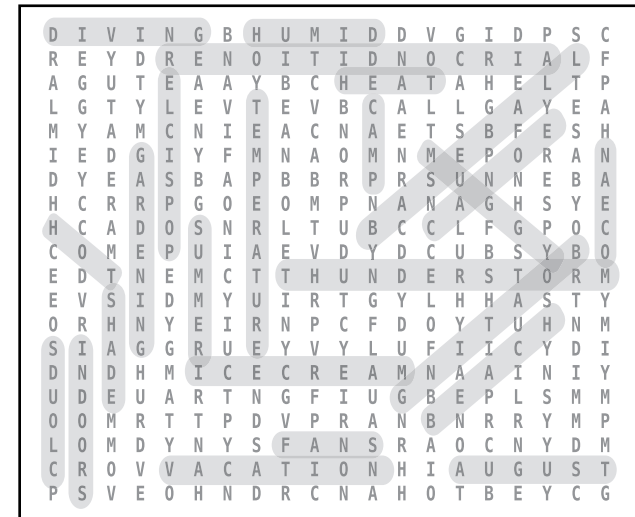 D I V I N G B H U M I D D V G I D P S C
R E Y D R E N O I T I D N O C R I A L F
A G U T E A A Y B C H E A T A H E L T P
L G T Y L E V T E V B C A L L G A Y E A
M Y A M C N I E A C N A E T S B F E S H
I E D G I Y F M N A O M N M E P O R A N
D Y E A S B A P B B R P R S U N N E B A
H C R R P G O E O M P N A N A G H S Y E
H C A D O S N R L T U B C C L F G P O C
C O M E P U I A E V D Y D C U B S Y B O
E D T N E M C T T H U N D E R S T O R M
E V S I D M Y U I R T G Y L H H A S T Y
O R H N Y E I R N P C F D O Y T U H N M
S I A G G R U E Y V Y L U F I I C Y D I
D N D H M I C E C R E A M N A A I N I Y
U D E U A R T N G F I U G B E P L S M M
O O M R T T P D V P R A N B N R R Y M P
L O M D Y N Y S F A N S R A O C N Y D M
C R O V V A C A T I O N H I A U G U S T
P S V E O H N D R C N A H O T B E Y C G